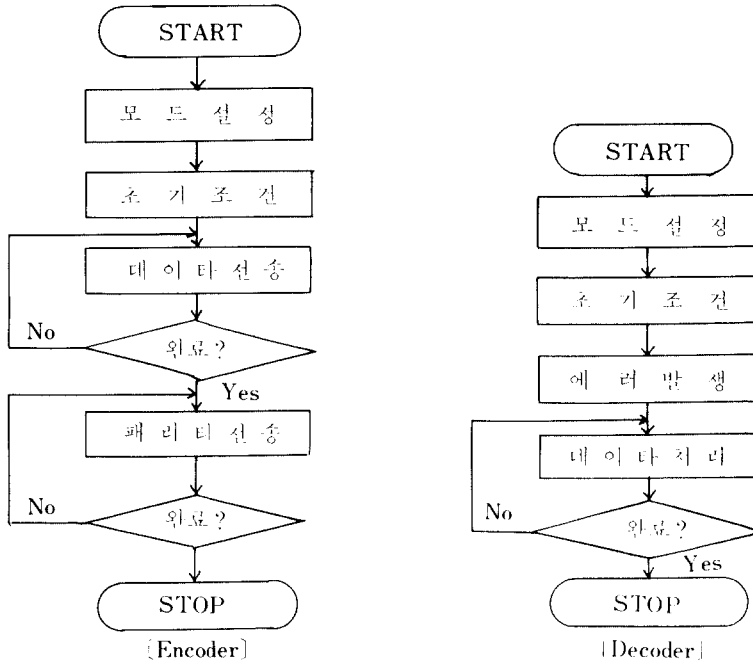 START
모 드 설 정
초 기 조 건
데 이 타 전 송
No
완료?
Yes
패 리 티 전 송
No
완료?
STOP
[Encoder]
START
모 드 설 정
초 기 조 건
에 러 발 생
데 이 타 처 리
No
완료?
Yes
STOP
[Decoder]